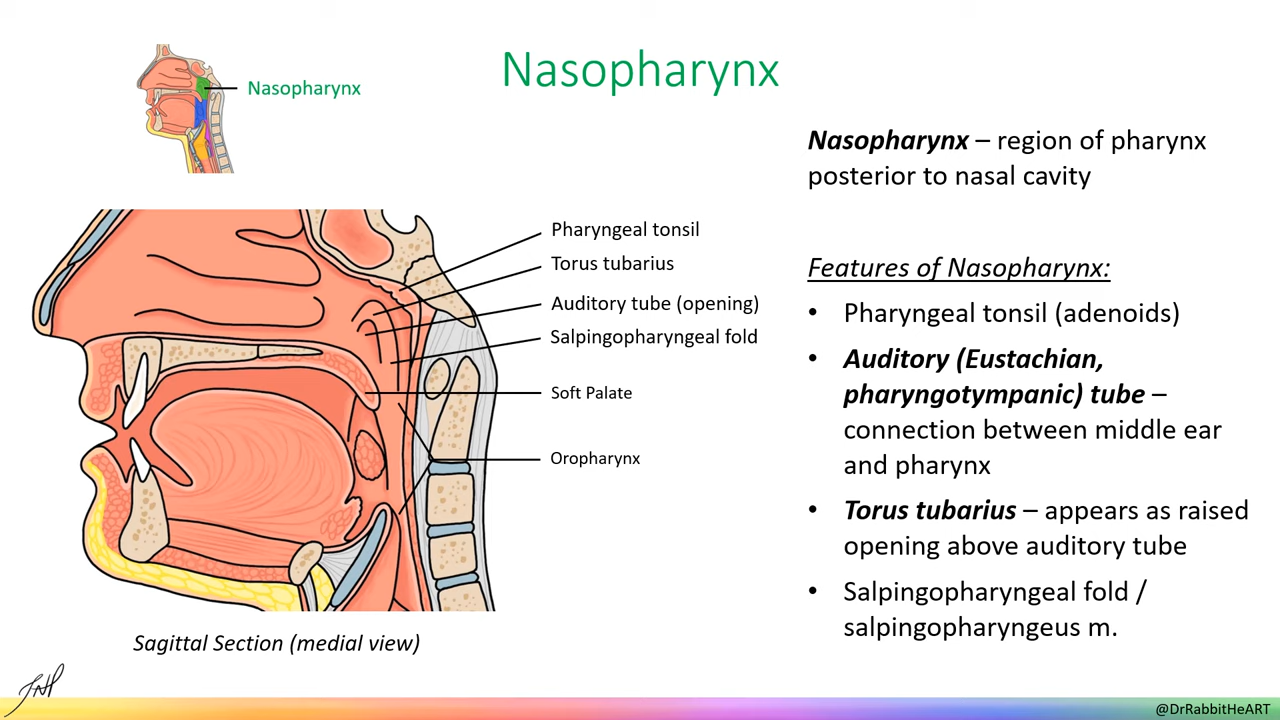 Nasopharynx
Nasopharynx
Nasopharynx – region of pharynx
posterior to nasal cavity
Pharyngeal tonsil
Torus tubarius
Auditory tube (opening)
Salpingopharyngeal fold
Soft Palate
Oropharynx
Sagittal Section (medial view)
Features of Nasopharynx:
• Pharyngeal tonsil (adenoids)
• Auditory (Eustachian,
pharyngotympanic) tube –
connection between middle ear
and pharynx
• Torus tubarius – appears as raised
opening above auditory tube
• Salpingopharyngeal fold /
salpingopharyngeus m.
@DrRabbitHeART